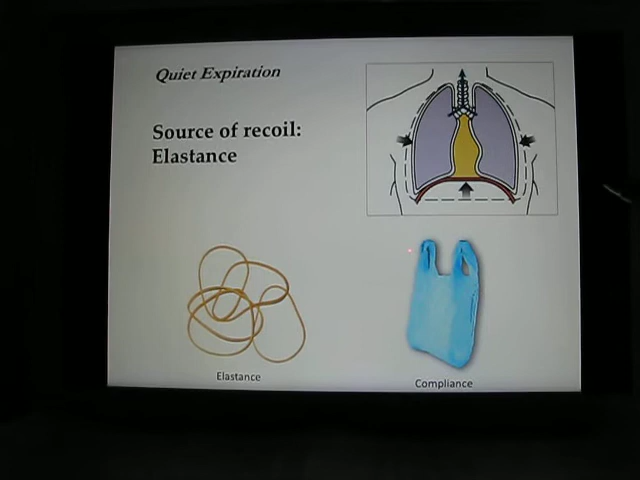 Quiet Expiration
Source of recoil:
Elastance
Elastance
Compliance